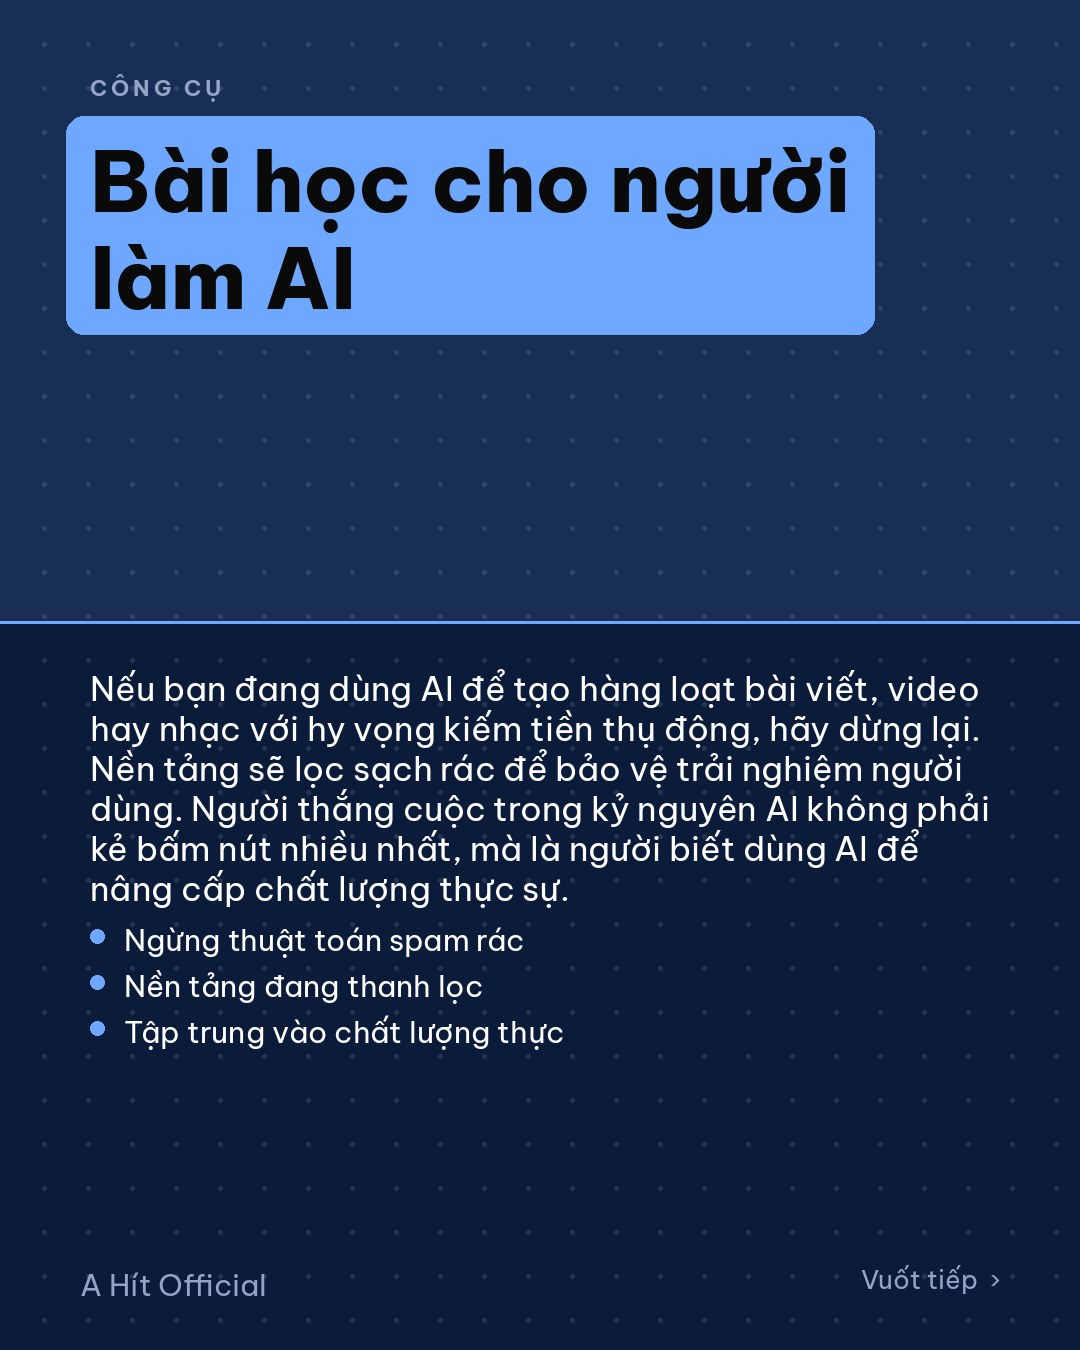 CÔNG CỤ
Bài học cho người
làm AI
Nếu bạn đang dùng AI để tạo hàng loạt bài viết, video
hay nhạc với hy vọng kiếm tiền thụ động, hãy dừng lại.
Nền tảng sẽ lọc sạch rác để bảo vệ trải nghiệm người
dùng. Người thắng cuộc trong kỷ nguyên AI không phải
kẻ bấm nút nhiều nhất, mà là người biết dùng AI để
nâng cấp chất lượng thực sự.
Ngừng thuật toán spam rác
Nền tảng đang thanh lọc
Tập trung vào chất lượng thực
A Hít Official
Vuốt tiếp ›